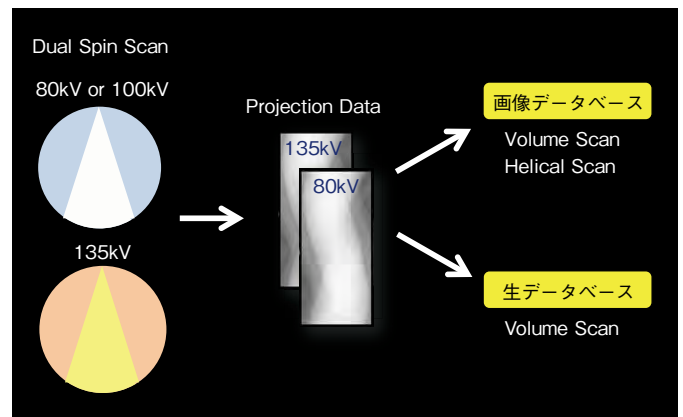 Dual Spin Scan
80kV or 100kV
135kV
Projection Data
135kV
80kV
画像データベース
Volume Scan
Helical Scan
生データベース
Volume Scan